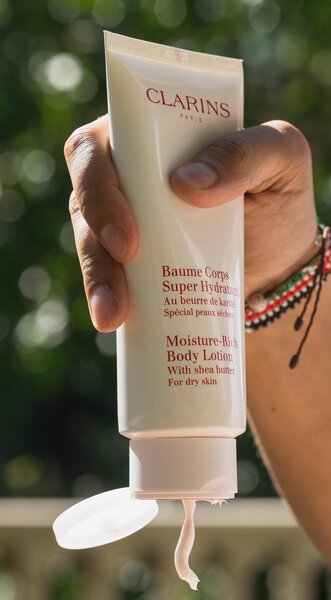 CLARINS
PARIS
Baume Corps
Super Hydratant
Au beurre de karité
Spécial peaux sèches
Moisture-Rich
Body Lotion
With shea butter
For dry skin